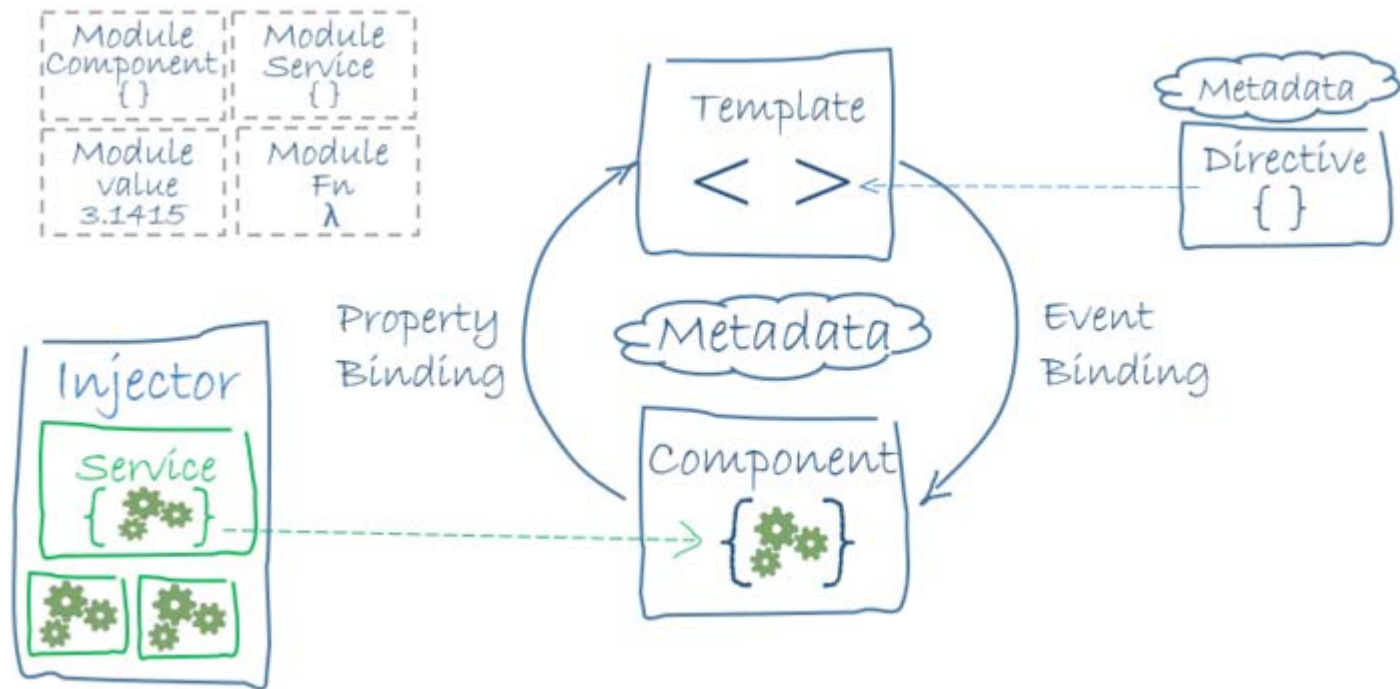 Module
Component
{ }
Module
Service
{ }
Module
value
3.1415
Module
Fn
λ
Template
< >
Metadata
Directive
{ }
Property
Binding
Metadata
Event
Binding
Injector
Service
{ }
Component
{ }